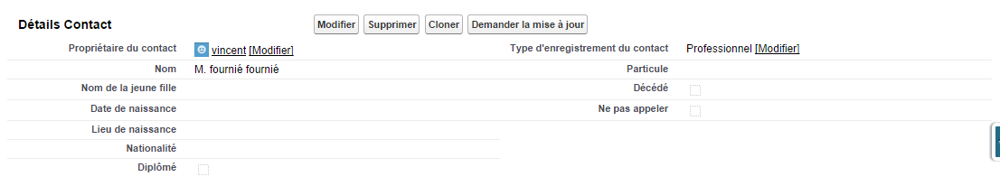 Détails Contact Modifier Supprimer Cloner Demander la mise à jour
Propriétaire du contact vincent [Modifier] Type d'enregistrement du contact Professionnel [Modifier]
Nom M. fournié fournié Particule
Nom de la jeune fille Décédé
Date de naissance Ne pas appeler
Lieu de naissance
Nationalité
Diplômé